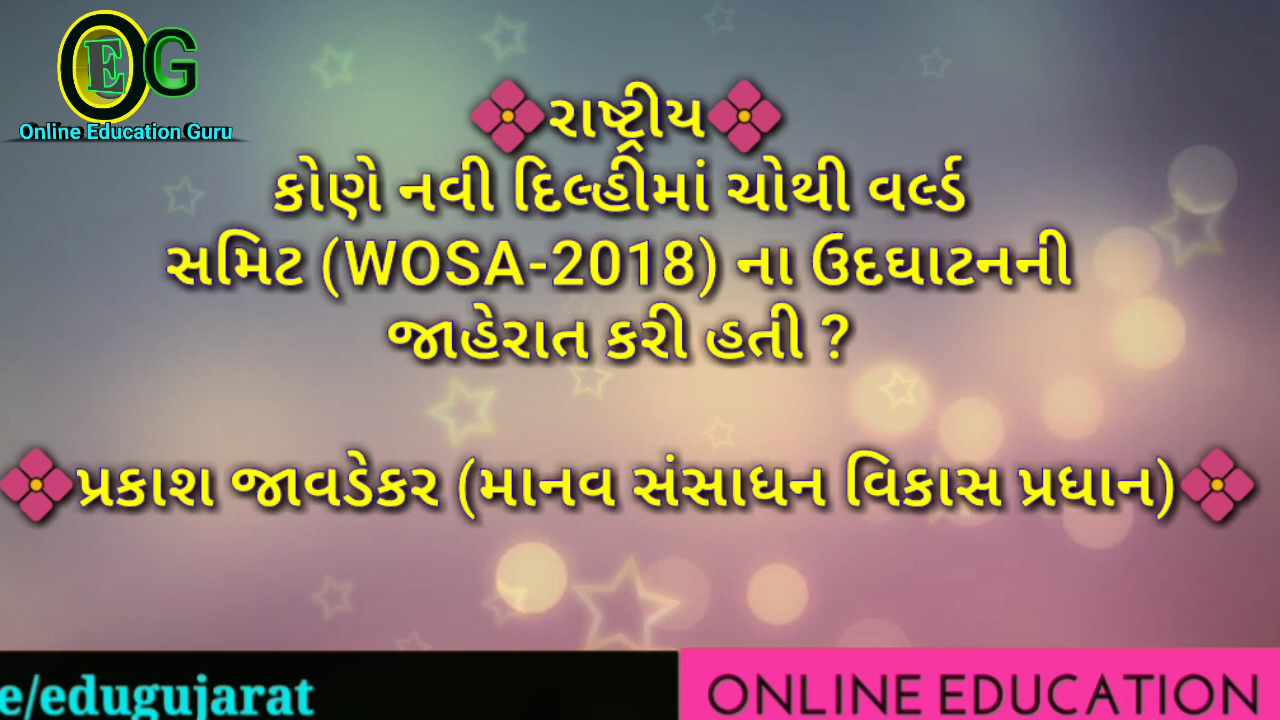 OEG
Online Education Guru
રાષ્ટ્રીય
કોણે નવી દિલ્હીમાં ચોથી વર્લ્ડ
સમિટ (WOSA-2018) ના ઉદઘાટનની
જાહેરાત કરી હતી ?
પ્રકાશ જાવડેકર (માનવ સંસાધન વિકાસ પ્રધાન)
e/edugujarat
ONLINE EDUCATION